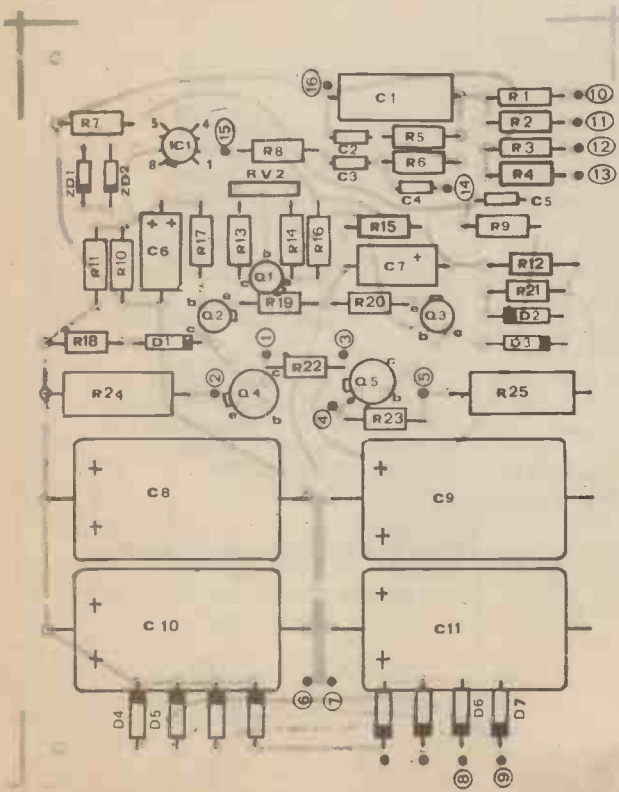 16
C1
R1 10
R7
5 4
IC1
8 1
15
R8
C2
R5
R2 11
C3
R6
R3 12
ZD1
ZD2
RV2
C4
14
R4 13
C5
R11
R10
C6
+ +
R17
R13
R14
R16
R15
R9
C7 +
R12
b
Q1
c e
R21
b
Q2
e
c
R19
R20
e
Q3
b c
D2
R18
D1
1
3
D3
R22
R24
2
c
Q4
e b
c
Q5
e b
4
5
R25
R23
+
C8
+
+
C9
+
+
C10
+
+
C11
+
D4
D5
6
7
D6
D7
8
9